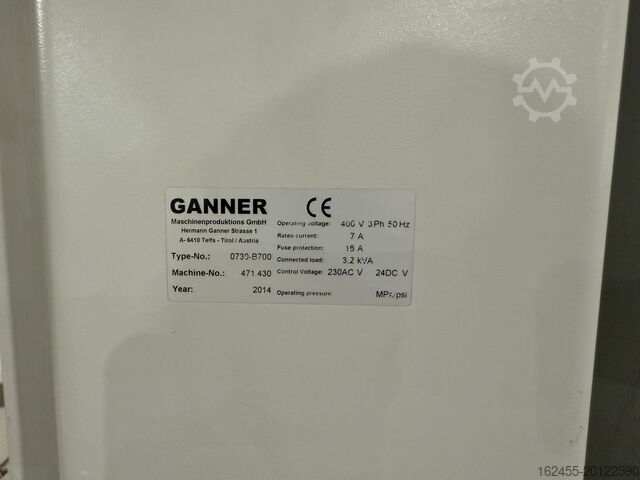 GANNER
Maschinenproduktions GmbH
Hermann Ganner Strasse 1
A- 6410 Telfs - Tirol / Austria
Type-No.: 0730-B700
Machine-No.: 471 430
Year: 2014
CE
Operating voltage: 400 V 3Ph 50 Hz
Rated current: 7 A
Fuse protection: 16 A
Connected load: 3.2 kVA
Control Voltage: 230AC V 24DC V
Operating pressure: MPa/psi
162455-20122590